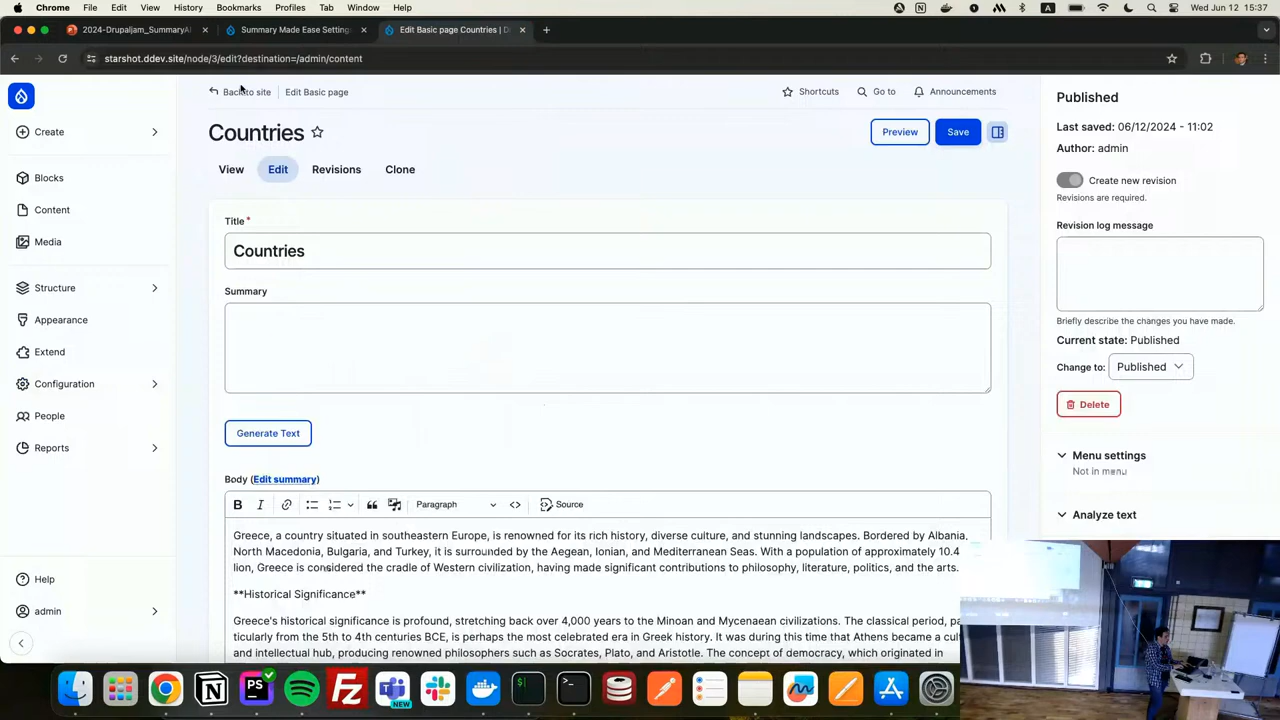 Chrome File Edit View History Bookmarks Profiles Tab Window Help
A
Wed Jun 12 15:37
2024-Drupaljam_SummaryAI
Summary Made Ease Setting
Edit Basic page Countries | D
starshot.ddev.site/node/3/edit?destination=/admin/content
Back to site
Edit Basic page
Shortcuts
Go to
Announcements
Countries
Preview
Save
View
Edit
Revisions
Clone
Create
Blocks
Content
Media
Structure
Appearance
Extend
Configuration
People
Reports
Help
admin
Title *
Countries
Summary
Generate Text
Body (Edit summary)
B I
Paragraph
Source
Greece, a country situated in southeastern Europe, is renowned for its rich history, diverse culture, and stunning landscapes. Bordered by Albania,
North Macedonia, Bulgaria, and Turkey, it is surrounded by the Aegean, Ionian, and Mediterranean Seas. With a population of approximately 10.4
lion, Greece is considered the cradle of Western civilization, having made significant contributions to philosophy, literature, politics, and the arts.
**Historical Significance**
Greece's historical significance is profound, stretching back over 4,000 years to the Minoan and Mycenaean civilizations. The classical period, pa
ticularly from the 5th to 4th centuries BCE, is perhaps the most celebrated era in Greek history. It was during this time that Athens became a cul
and intellectual hub, producing renowned philosophers such as Socrates, Plato, and Aristotle. The concept of democracy, which originated in
Published
Last saved: 06/12/2024 - 11:02
Author: admin
Create new revision
Revisions are required.
Revision log message
Briefly describe the changes you have made.
Current state: Published
Change to: Published
Delete
Menu settings
Not in menu
Analyze text
PS
NEW